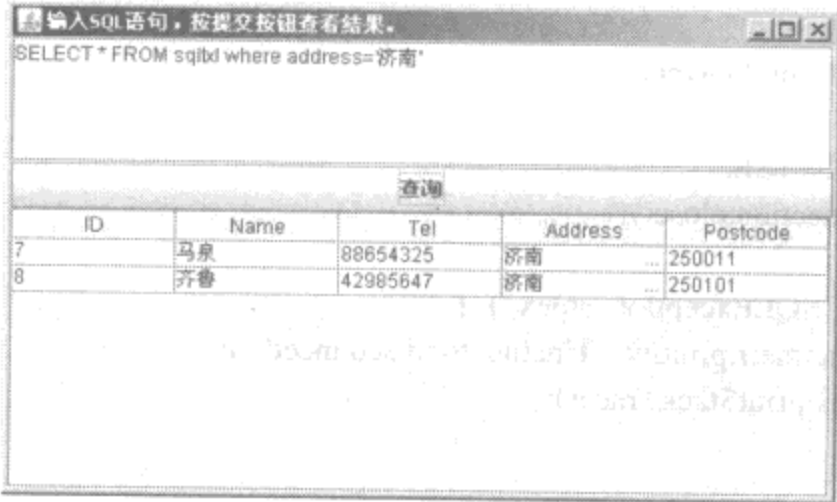 输入SQL语句，按提交按钮查看结果。
SELECT * FROM sqltxl where address='济南'
查询
ID Name Tel Address Postcode
7 马泉 88654325 济南 ... 250011
8 齐鲁 42985647 济南 ... 250101